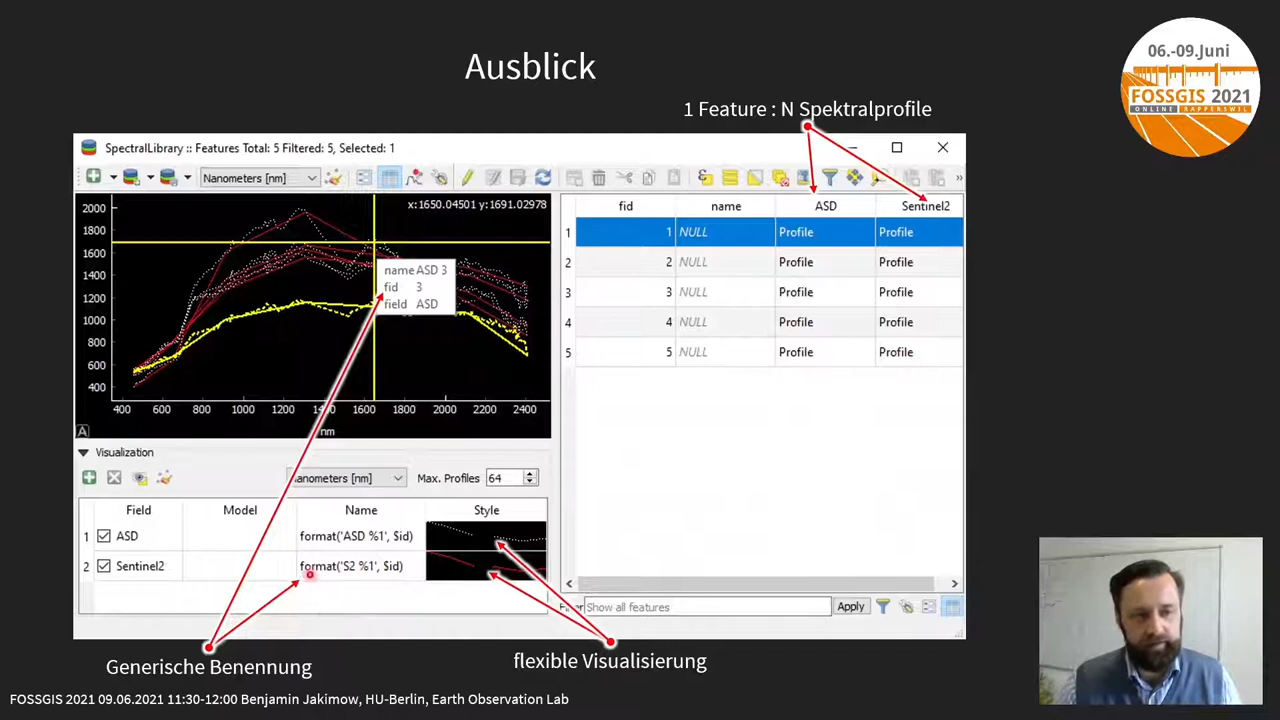 Ausblick
06.-09.Juni
FOSSGIS 2021
ONLINE RAPPERSWIL
1 Feature : N Spektralprofile
SpectralLibrary :: Features Total: 5 Filtered: 5, Selected: 1
Nanometers [nm]
x:1650.04501 y:1691.02978
2000
1800
1600
1400
1200
1000
800
600
400
400 600 800 1000 1200 1400 1600 1800 2000 2200 2400
nm
A
name ASD 3
fid 3
field ASD
fid name ASD Sentinel2
1 1 NULL Profile Profile
2 2 NULL Profile Profile
3 3 NULL Profile Profile
4 4 NULL Profile Profile
5 5 NULL Profile Profile
Visualization
anometers [nm] Max. Profiles 64
Field Model Name Style
1 ASD format('ASD %1', $id)
2 Sentinel2 format('S2 %1', $id)
Show all features Apply
Generische Benennung
flexible Visualisierung
FOSSGIS 2021 09.06.2021 11:30-12:00 Benjamin Jakimow, HU-Berlin, Earth Observation Lab